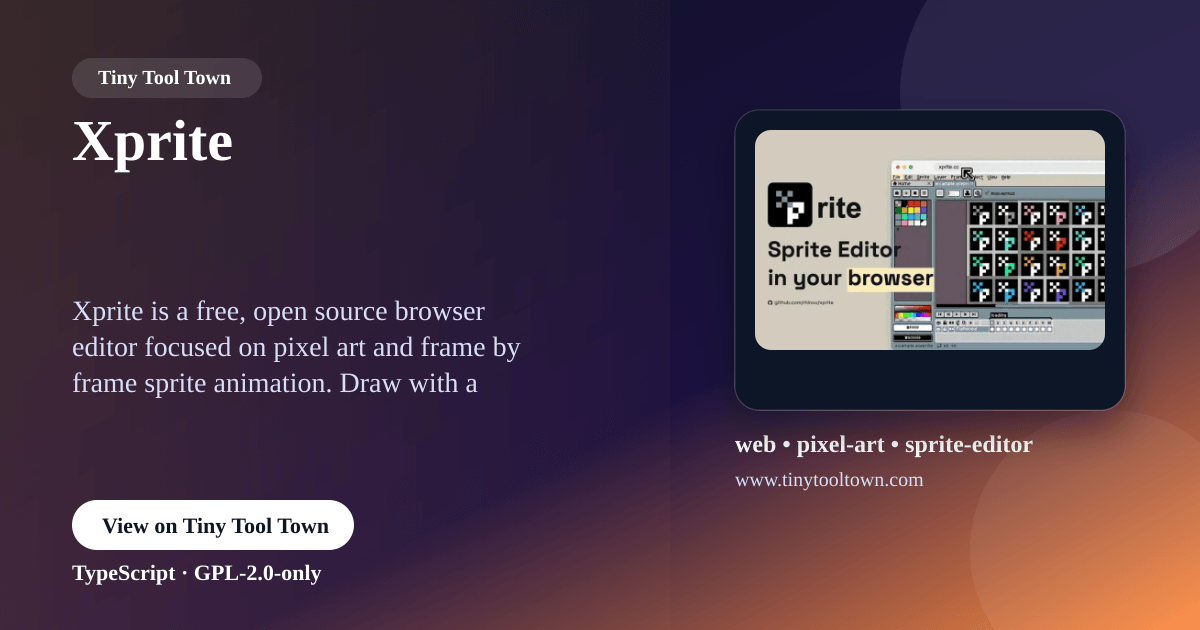 Tiny Tool Town
Xprite
Xprite is a free, open source browser
editor focused on pixel art and frame by
frame sprite animation. Draw with a
View on Tiny Tool Town
TypeScript · GPL-2.0-only
rite
Sprite Editor
in your browser
web • pixel-art • sprite-editor
www.tinytooltown.com